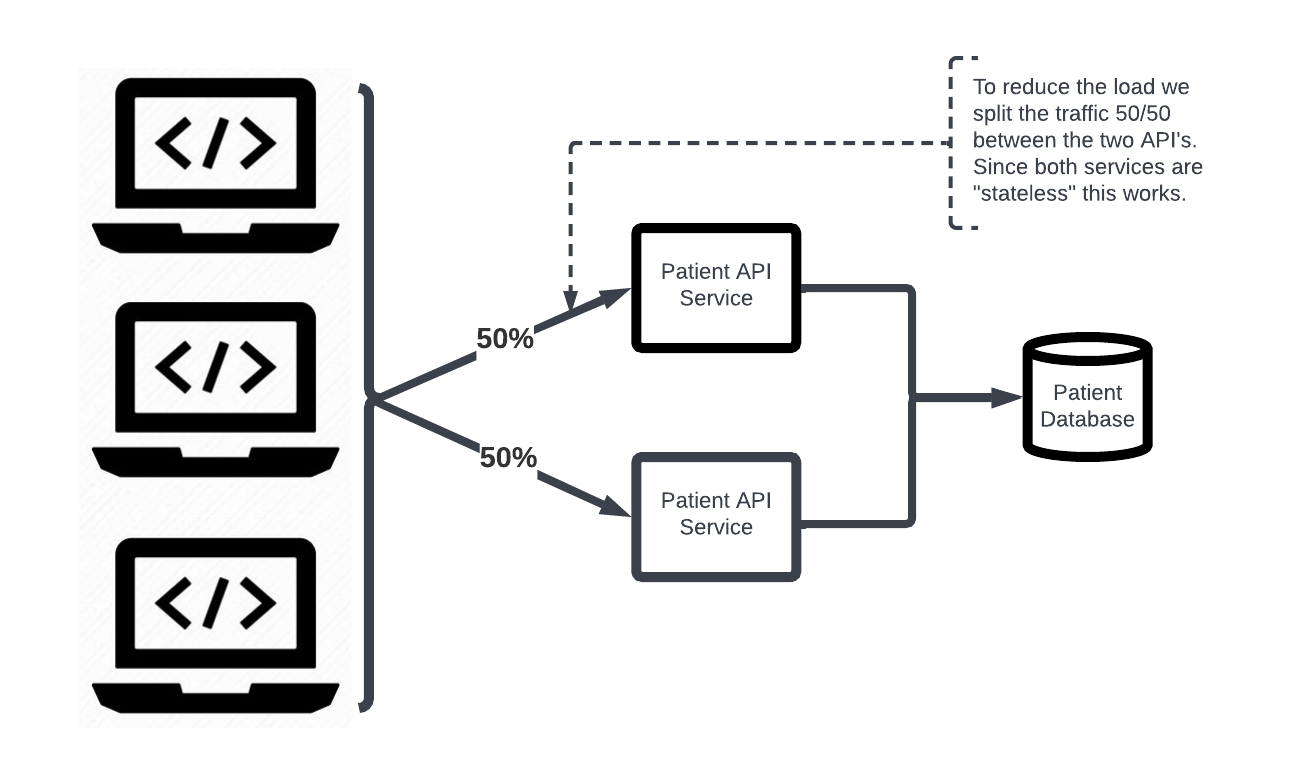 </>
</>
</>
To reduce the load we
split the traffic 50/50
between the two API's.
Since both services are
"stateless" this works.
Patient API
Service
50%
50%
Patient API
Service
Patient
Database